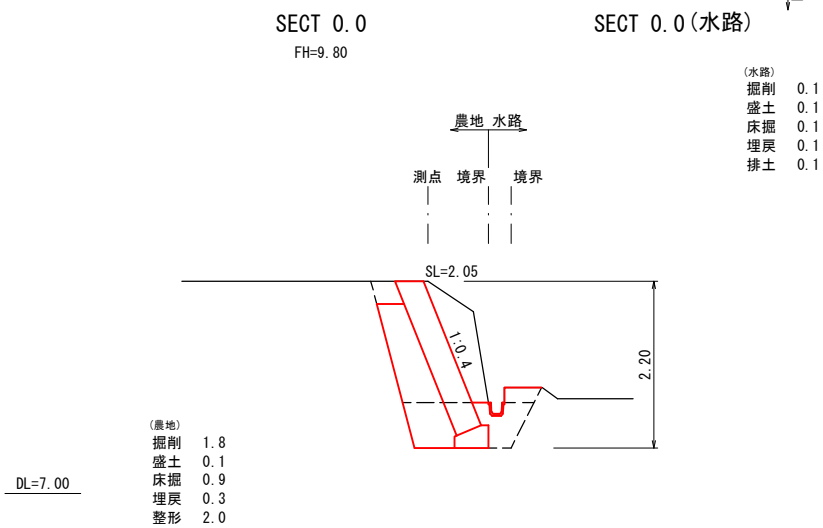 SECT 0.0
SECT 0.0(水路)
FH=9.80
(水路)
掘削 0.1
盛土 0.1
床掘 0.1
埋戻 0.1
排土 0.1
農地 水路
測点 境界 境界
SL=2.05
1:0.4
2.20
(農地)
掘削 1.8
盛土 0.1
床掘 0.9
埋戻 0.3
整形 2.0
DL=7.00